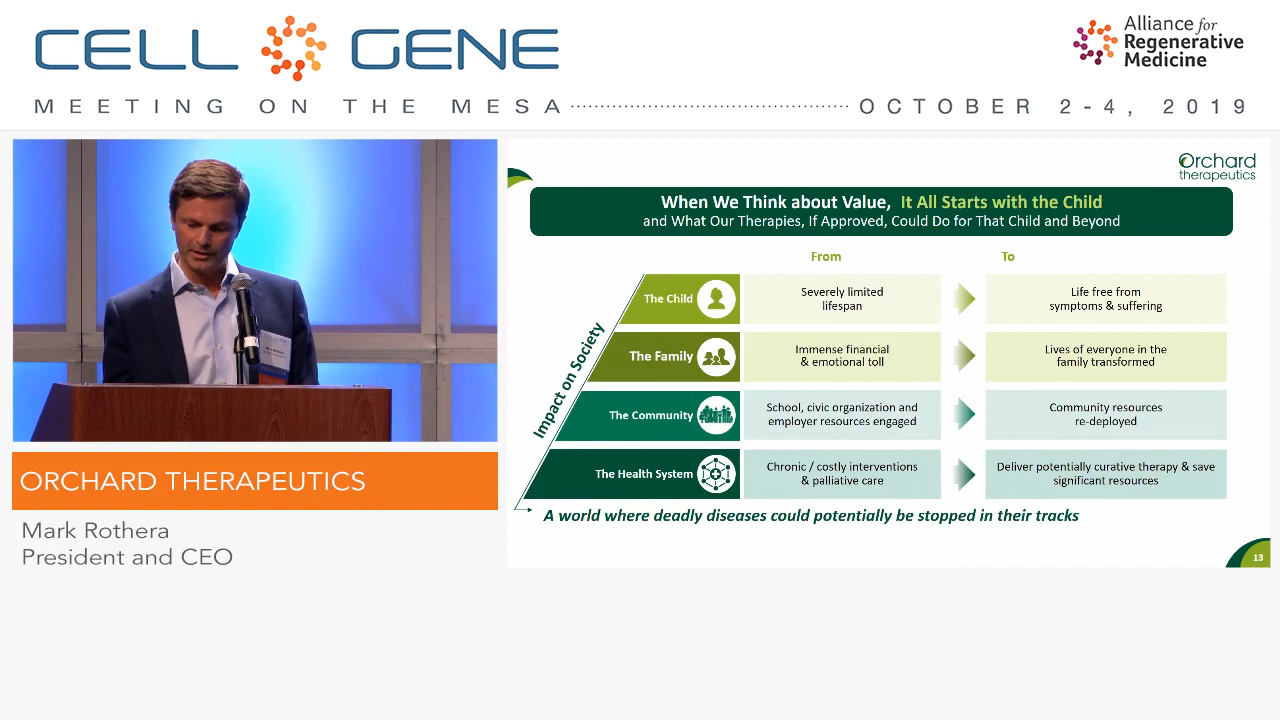 CELL GENE
MEETING ON THE MESA
OCTOBER 2-4, 2019
Alliance for
Regenerative
Medicine
Orchard
therapeutics
When We Think about Value, It All Starts with the Child
and What Our Therapies, If Approved, Could Do for That Child and Beyond
From
To
Impact on Society
The Child
Severely limited
lifespan
Life free from
symptoms & suffering
The Family
Immense financial
& emotional toll
Lives of everyone in the
family transformed
The Community
School, civic organization and
employer resources engaged
Community resources
re-deployed
The Health System
Chronic / costly interventions
& palliative care
Deliver potentially curative therapy & save
significant resources
A world where deadly diseases could potentially be stopped in their tracks
13
ORCHARD THERAPEUTICS
Mark Rothera
President and CEO